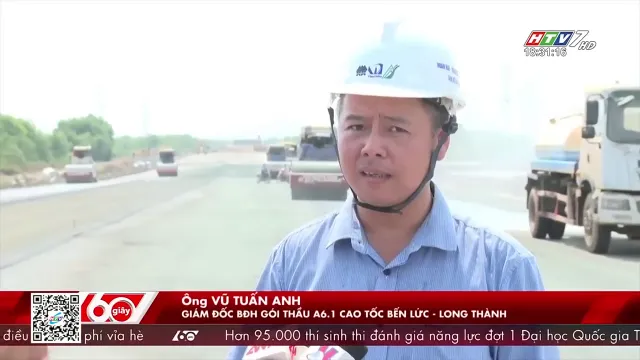 HTV7 HD
18:31:16
60 giây
Ông VŨ TUẤN ANH
GIÁM ĐỐC BĐH GÓI THẦU A6.1 CAO TỐC BẾN LỨC - LONG THÀNH
điều phí vỉa hè
Hơn 95.000 thí sinh thi đánh giá năng lực đợt 1 Đại học Quốc gia T